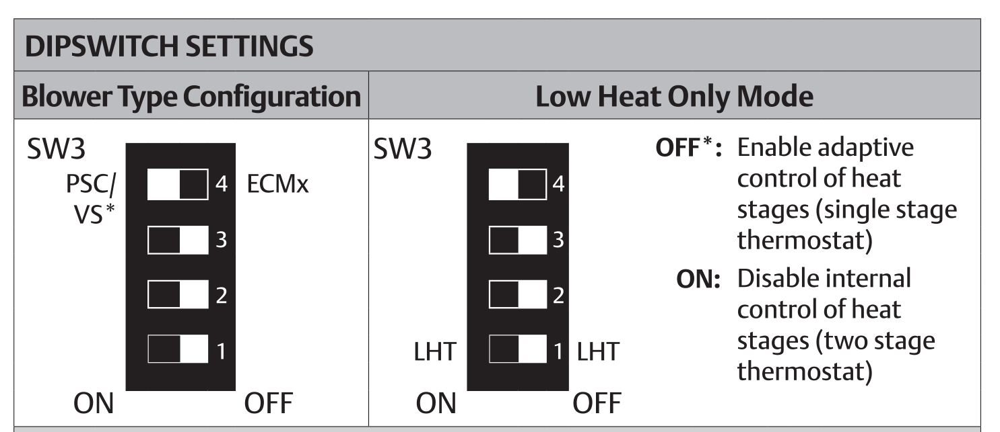 DIPSWITCH SETTINGS
Blower Type Configuration
Low Heat Only Mode
SW3
PSC/
VS*
4
ECMx
3
2
1
ON
OFF
SW3
4
3
2
LHT
1
LHT
ON
OFF
OFF*: Enable adaptive
control of heat
stages (single stage
thermostat)
ON: Disable internal
control of heat
stages (two stage
thermostat)